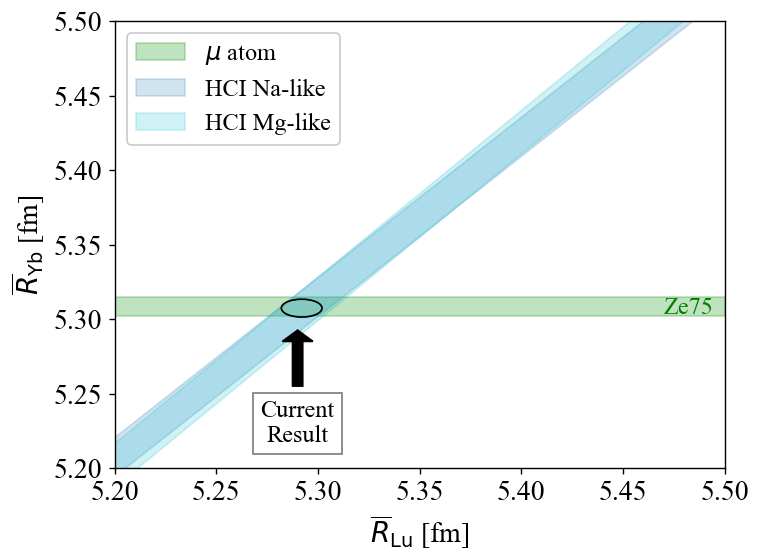 5.50
5.45
5.40
5.35
5.30
5.25
5.20
R̅Yb [fm]
μ atom
HCI Na-like
HCI Mg-like
Ze75
Current
Result
5.20 5.25 5.30 5.35 5.40 5.45 5.50
R̅Lu [fm]